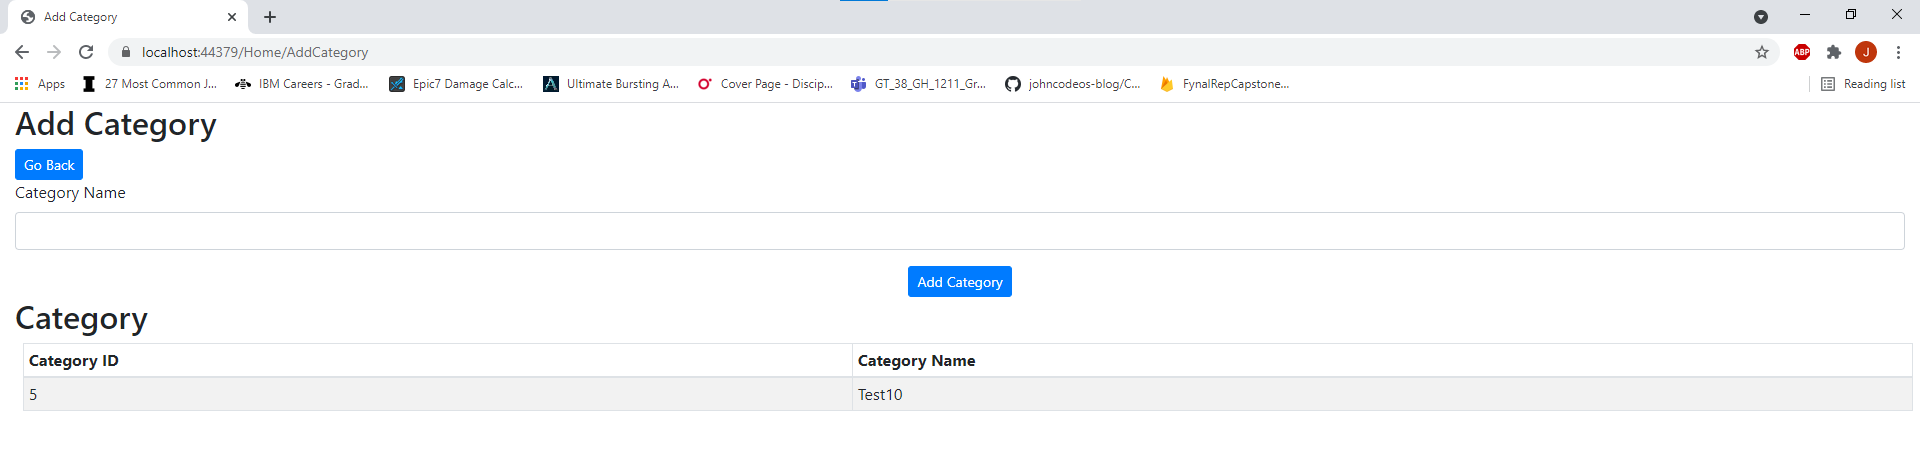 Add Category
localhost:44379/Home/AddCategory
ABP
J
Apps
27 Most Common J...
IBM Careers - Grad...
Epic7 Damage Calc...
Ultimate Bursting A...
Cover Page - Discip...
GT_38_GH_1211_Gr...
johncodeos-blog/C...
FynalRepCapstone...
Reading list
Add Category
Go Back
Category Name
Add Category
Category
Category ID Category Name
5 Test10